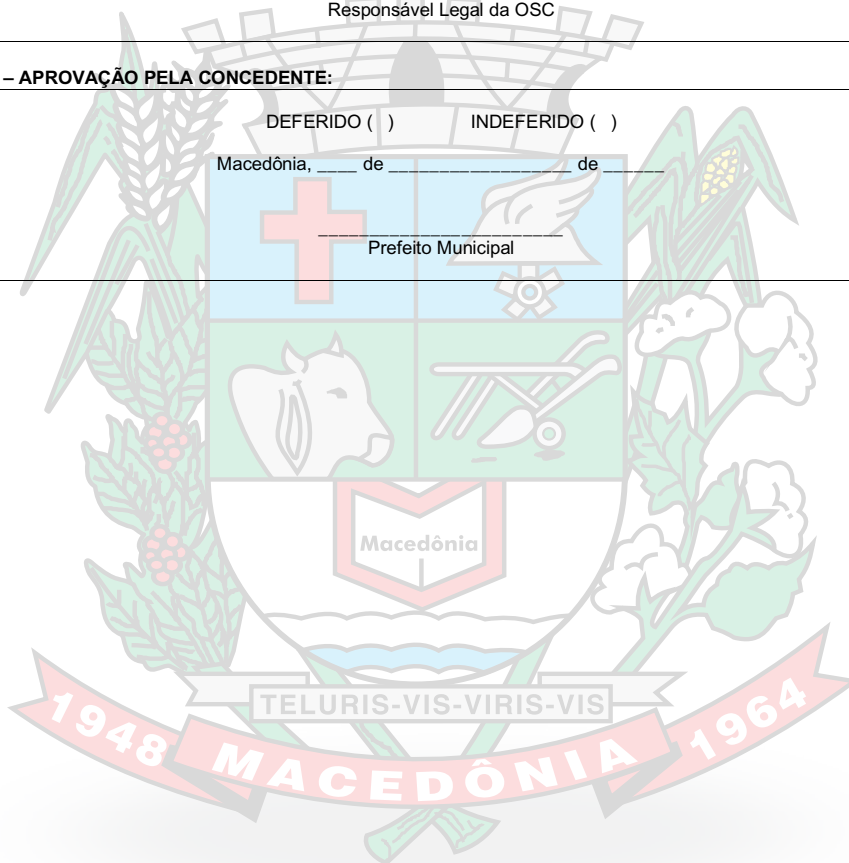 Responsável Legal da OSC
– APROVAÇÃO PELA CONCEDENTE:
DEFERIDO ( ) INDEFERIDO ( )
Macedônia, ____ de __________________ de ______
________________________
Prefeito Municipal
Macedônia
TELURIS-VIS-VIRIS-VIS
1948 MACEDÔNIA 1964